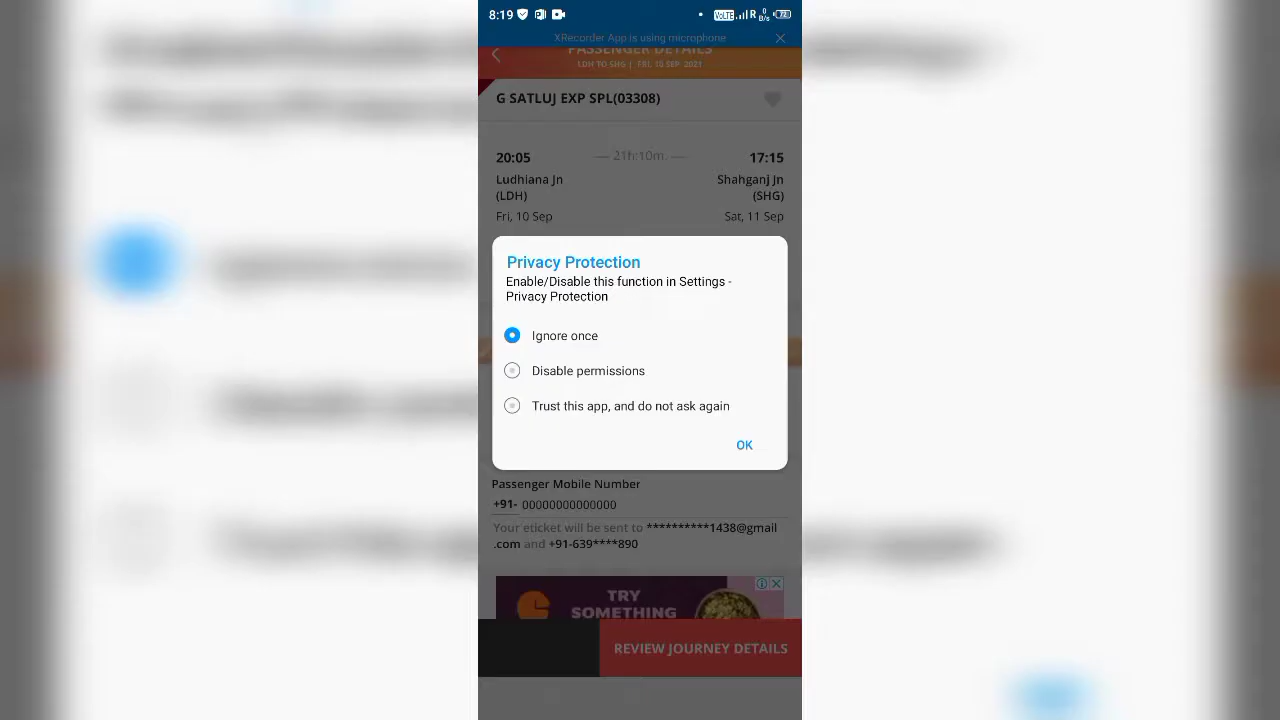 8:19 VoLTE R 0 B/s 72
XRecorder App is using microphone
PASSENGER DETAILS
LDH TO SHG | FRI, 10 SEP, 2021
G SATLUJ EXP SPL(03308)
20:05 — 21h:10m. — 17:15
Ludhiana Jn Shahganj Jn
(LDH) (SHG)
Fri, 10 Sep Sat, 11 Sep
Privacy Protection
Enable/Disable this function in Settings -
Privacy Protection
Ignore once
Disable permissions
Trust this app, and do not ask again
OK
Passenger Mobile Number
+91- 00000000000000
Your eticket will be sent to **********1438@gmail
.com and +91-639****890
TRY
SOMETHING
REVIEW JOURNEY DETAILS